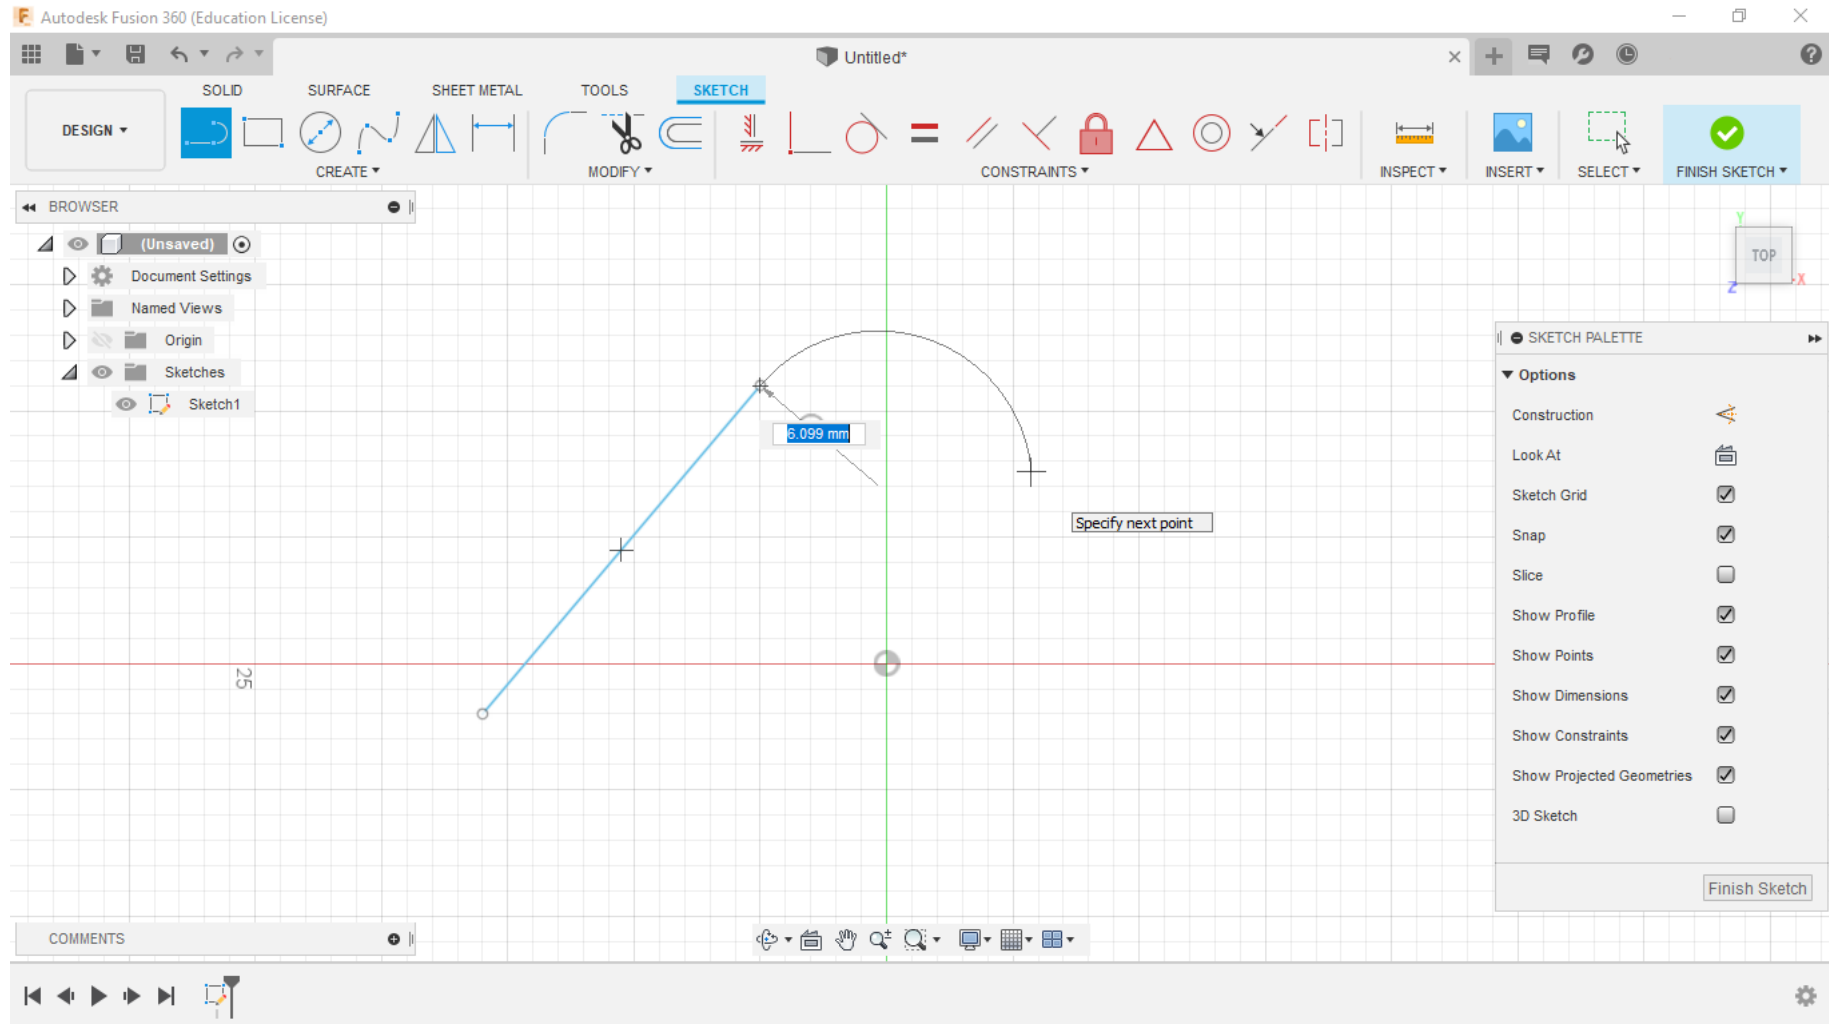 Autodesk Fusion 360 (Education License)
Untitled*
SOLID SURFACE SHEET METAL TOOLS SKETCH
DESIGN
CREATE MODIFY CONSTRAINTS INSPECT INSERT SELECT FINISH SKETCH
BROWSER
(Unsaved)
Document Settings
Named Views
Origin
Sketches
Sketch1
Y
TOP
X
Z
6.099 mm
Specify next point
25
SKETCH PALETTE
Options
Construction
Look At
Sketch Grid
Snap
Slice
Show Profile
Show Points
Show Dimensions
Show Constraints
Show Projected Geometries
3D Sketch
Finish Sketch
COMMENTS